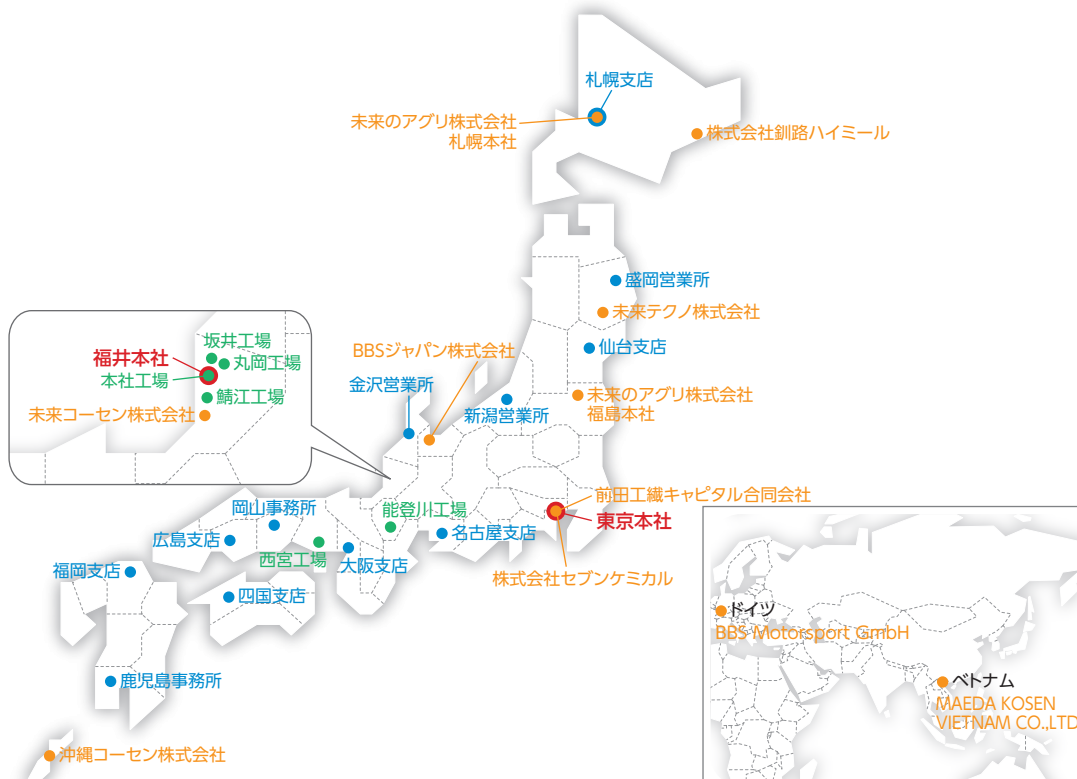 札幌支店
未来のアグリ株式会社
札幌本社
株式会社釧路ハイミール
盛岡営業所
未来テクノ株式会社
仙台支店
BBSジャパン株式会社
金沢営業所
新潟営業所
未来のアグリ株式会社
福島本社
坂井工場
福井本社
丸岡工場
本社工場
鯖江工場
未来コーセン株式会社
前田工繊キャピタル合同会社
東京本社
株式会社セブンケミカル
能登川工場
名古屋支店
岡山事務所
広島支店
西宮工場
大阪支店
福岡支店
四国支店
鹿児島事務所
沖縄コーセン株式会社
ドイツ
BBS Motorsport GmbH
ベトナム
MAEDA KOSEN
VIETNAM CO.,LTD